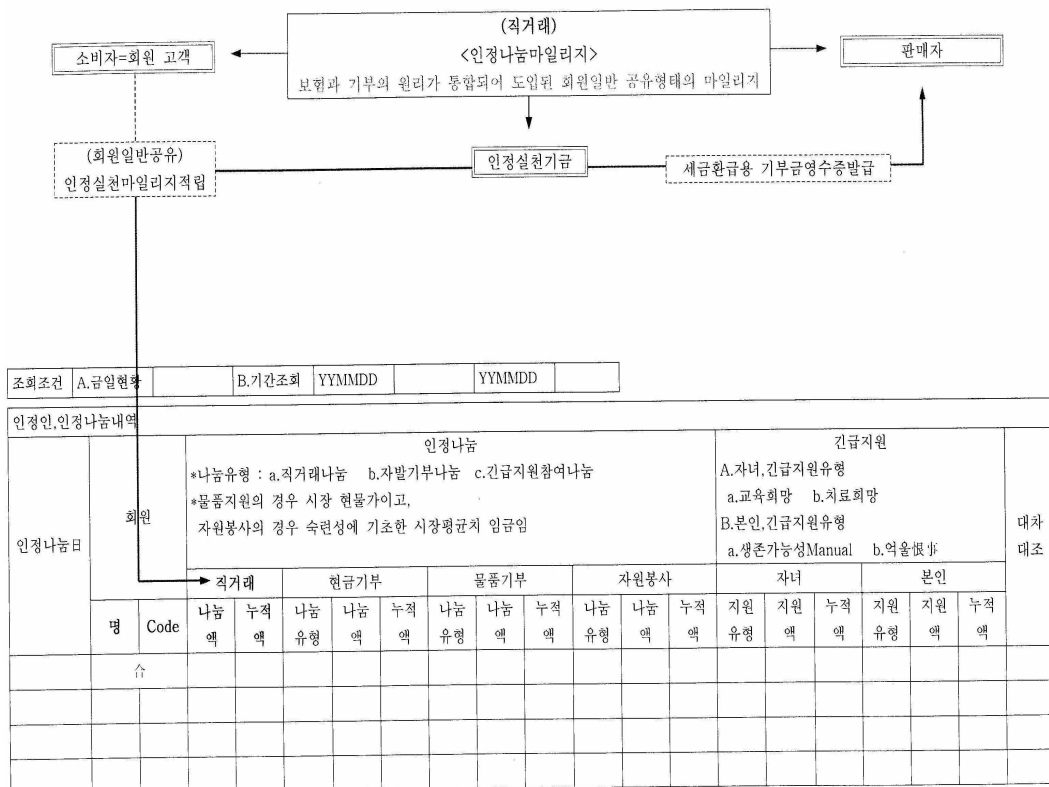 (직거래)
<인정나눔마일리지>
보험과 기부의 원리가 통합되어 도입된 회원일반 공유형태의 마일리지
소비자=회원 고객
판매자
(회원일반공유)
인정실천마일리지적립
인정실천기금
세금환급용 기부금영수증발급
조회조건 A.금일현황 B.기간조회 YYMMDD YYMMDD
인정인,인정나눔내역
인정나눔日
회원
인정나눔
*나눔유형 : a.직거래나눔 b.자발기부나눔 c.긴급지원참여나눔
*물품지원의 경우 시장 현물가이고,
자원봉사의 경우 숙련성에 기초한 시장평균치 임금임
긴급지원
A.자녀,긴급지원유형
a.교육희망 b.치료희망
B.본인,긴급지원유형
a.생존가능성Manual b.억울恨事
대차
대조
직거래 현금기부 물품기부 자원봉사 자녀 본인
명 Code
나눔 누적 나눔 나눔 누적 나눔 나눔 누적 나눔 나눔 누적 지원 지원 누적 지원 지원 누적
액 액 유형 액 액 유형 액 액 유형 액 액 유형 액 액 유형 액 액
合